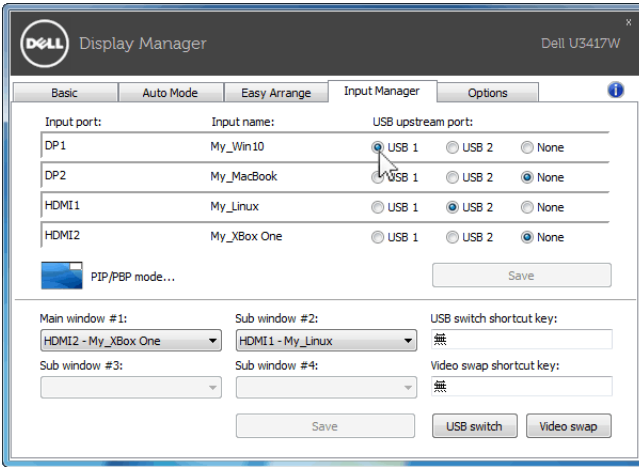 DELL Display Manager
x
Dell U3417W
Basic Auto Mode Easy Arrange Input Manager Options i
Input port: Input name: USB upstream port:
DP1 My_Win10 USB 1 USB 2 None
DP2 My_MacBook USB 1 USB 2 None
HDMI1 My_Linux USB 1 USB 2 None
HDMI2 My_XBox One USB 1 USB 2 None
PIP/PBP mode... Save
Main window #1: Sub window #2: USB switch shortcut key:
HDMI2 - My_XBox One HDMI1 - My_Linux 無
Sub window #3: Sub window #4: Video swap shortcut key:
無
Save USB switch Video swap